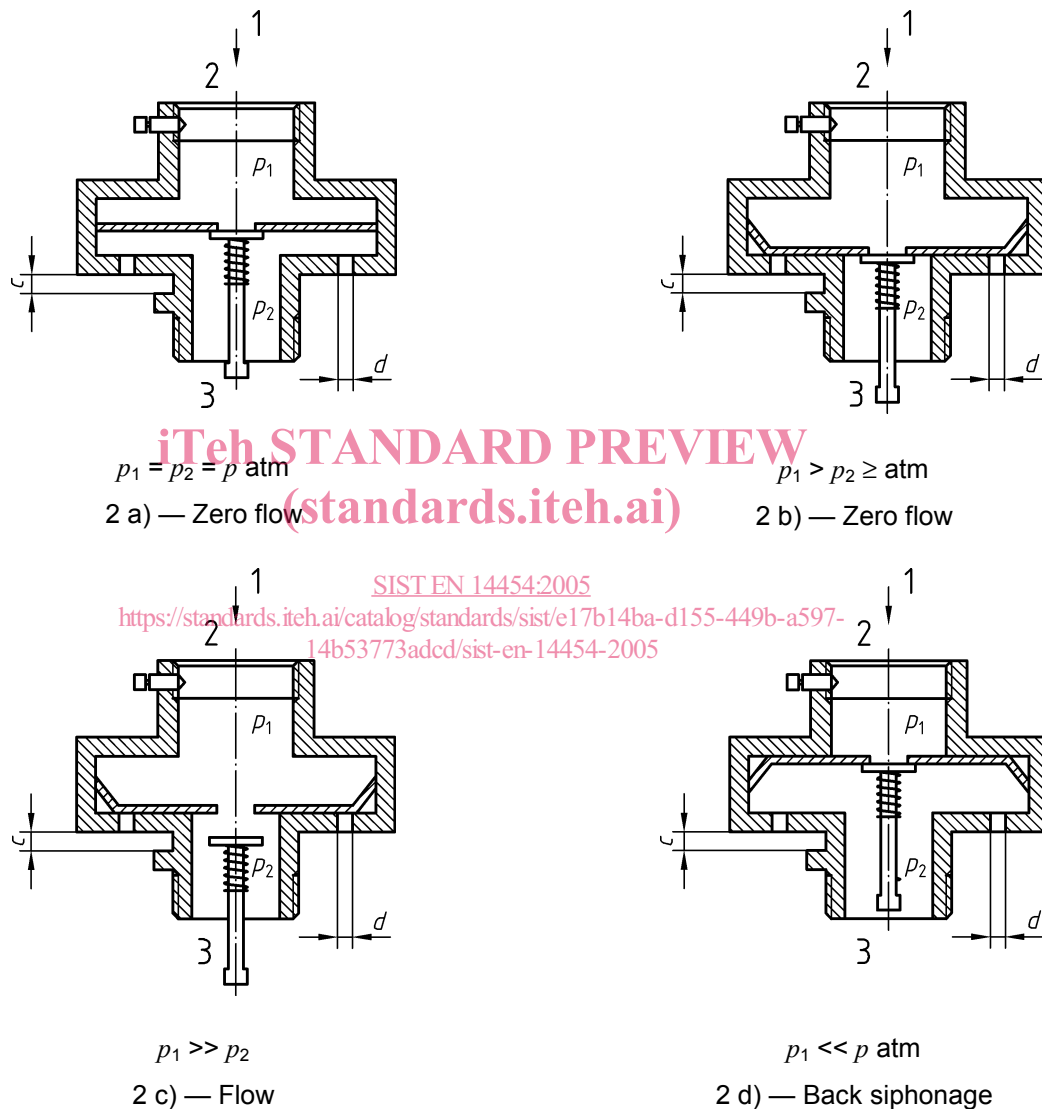 1
2
p1
c
p2
d
3
p1 = p2 = p atm
2 a) — Zero flow
1
2
p1
c
p2
d
3
p1 > p2 ≥ atm
2 b) — Zero flow
iTeh STANDARD PREVIEW
(standards.iteh.ai)
SIST EN 14454:2005
https://standards.iteh.ai/catalog/standards/sist/e17b14ba-d155-449b-a597-
14b53773adcd/sist-en-14454-2005
1
2
p1
c
p2
d
3
p1 >> p2
2 c) — Flow
1
2
p1
c
p2
d
3
p1 << p atm
2 d) — Back siphonage